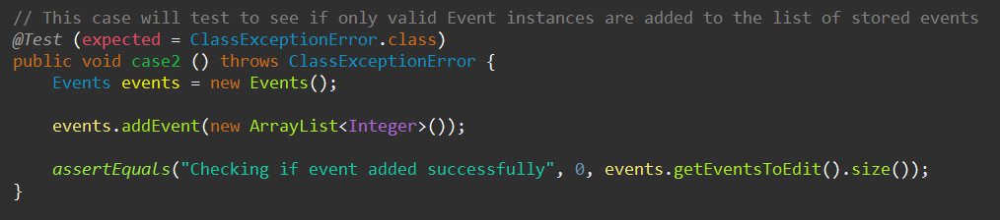 // This case will test to see if only valid Event instances are added to the list of stored events
@Test (expected = ClassExceptionError.class)
public void case2 () throws ClassExceptionError {
    Events events = new Events();

    events.addEvent(new ArrayList<Integer>());

    assertEquals("Checking if event added successfully", 0, events.getEventsToEdit().size());
}